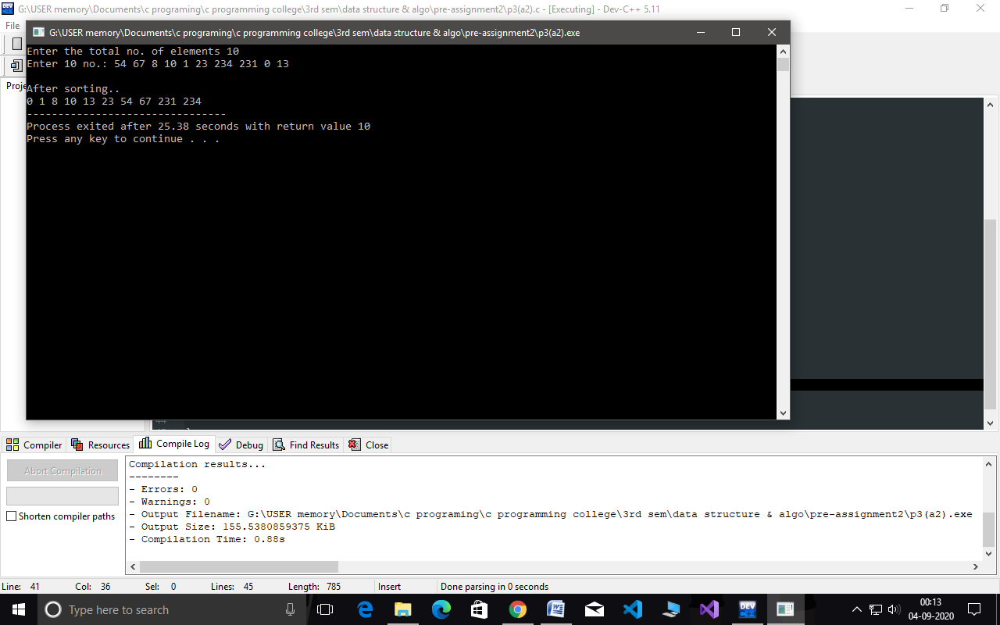 G:\USER memory\Documents\c programing\c programming college\3rd sem\data structure & algo\pre-assignment2\p3(a2).c - [Executing] - Dev-C++ 5.11
File
G:\USER memory\Documents\c programing\c programming college\3rd sem\data structure & algo\pre-assignment2\p3(a2).exe
Enter the total no. of elements 10
Enter 10 no.: 54 67 8 10 1 23 234 231 0 13
After sorting..
0 1 8 10 13 23 54 67 231 234
--------------------------------
Process exited after 25.38 seconds with return value 10
Press any key to continue . . .
Proje
44
Compiler Resources Compile Log Debug Find Results Close
Abort Compilation
Shorten compiler paths
Compilation results...
--------
- Errors: 0
- Warnings: 0
- Output Filename: G:\USER memory\Documents\c programing\c programming college\3rd sem\data structure & algo\pre-assignment2\p3(a2).exe
- Output Size: 155.5380859375 KiB
- Compilation Time: 0.88s
Line: 41 Col: 36 Sel: 0 Lines: 45 Length: 785 Insert Done parsing in 0 seconds
Type here to search
00:13
04-09-2020